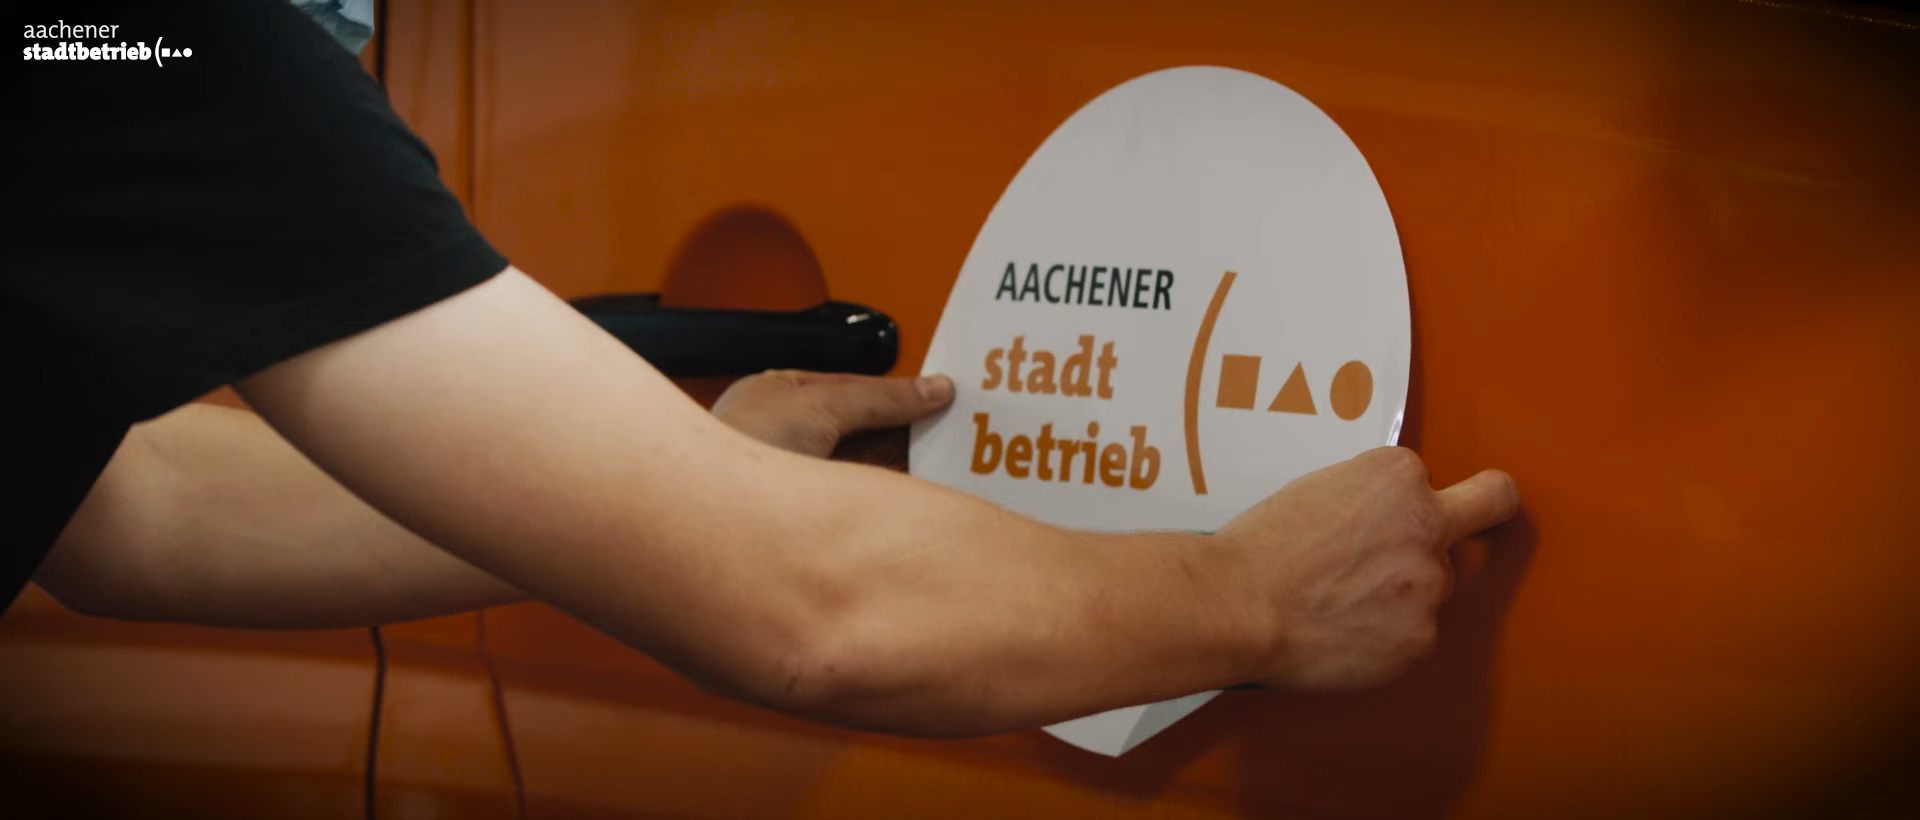 aachener
stadtbetrieb
AACHENER
stadt
betrieb